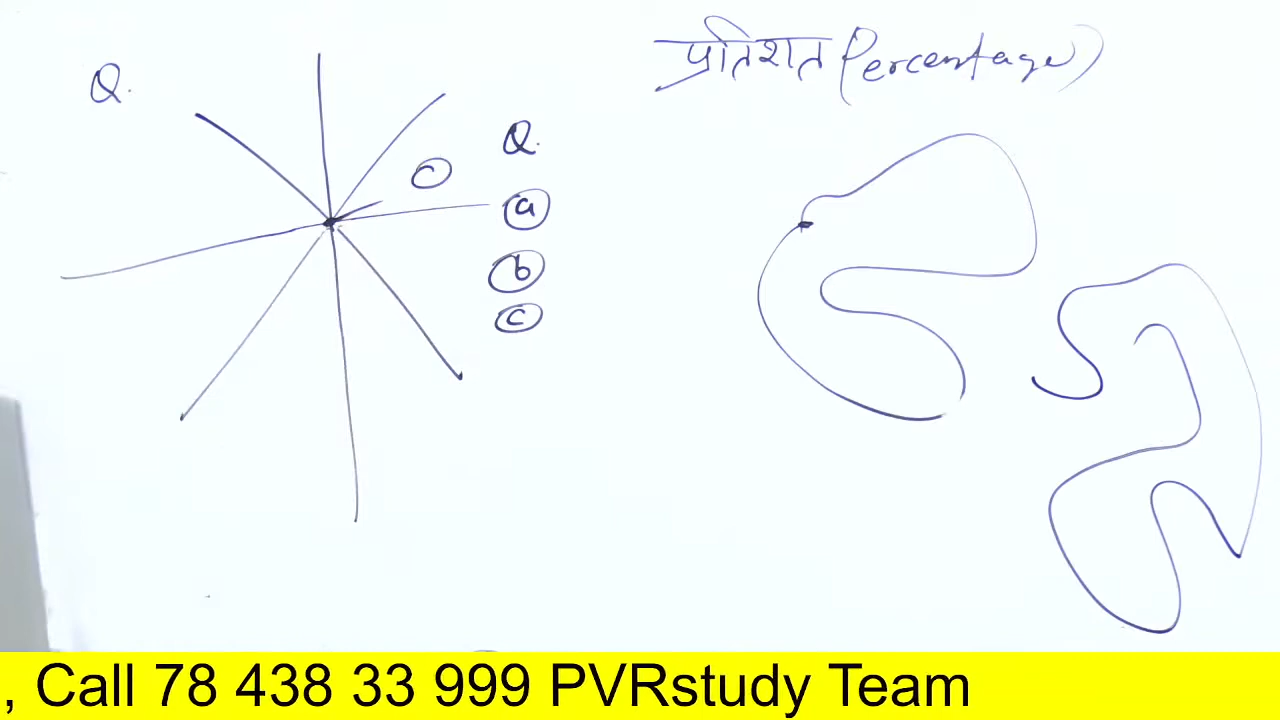 प्रतिशत (Percentage)
Q.
Q.
c
a
b
c
, Call 78 438 33 999 PVRstudy Team